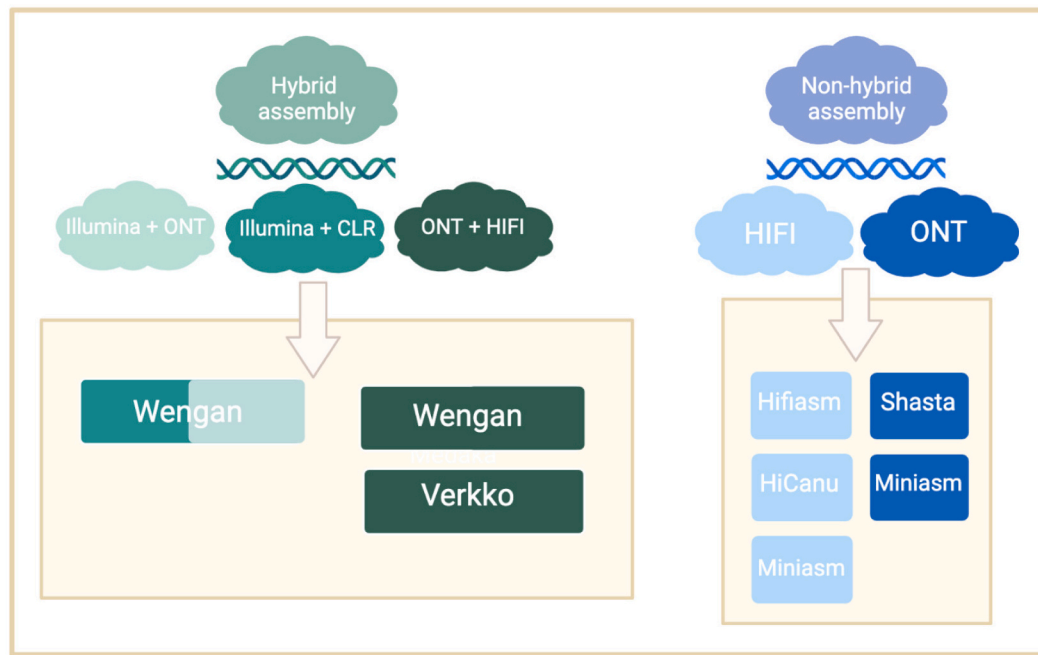 Hybrid
assembly
Non-hybrid
assembly
Illumina + ONT
Illumina + CLR
ONT + HIFI
HIFI
ONT
Wengan
Wengan
Verkko
Hifiasm
Shasta
HiCanu
Miniasm
Miniasm